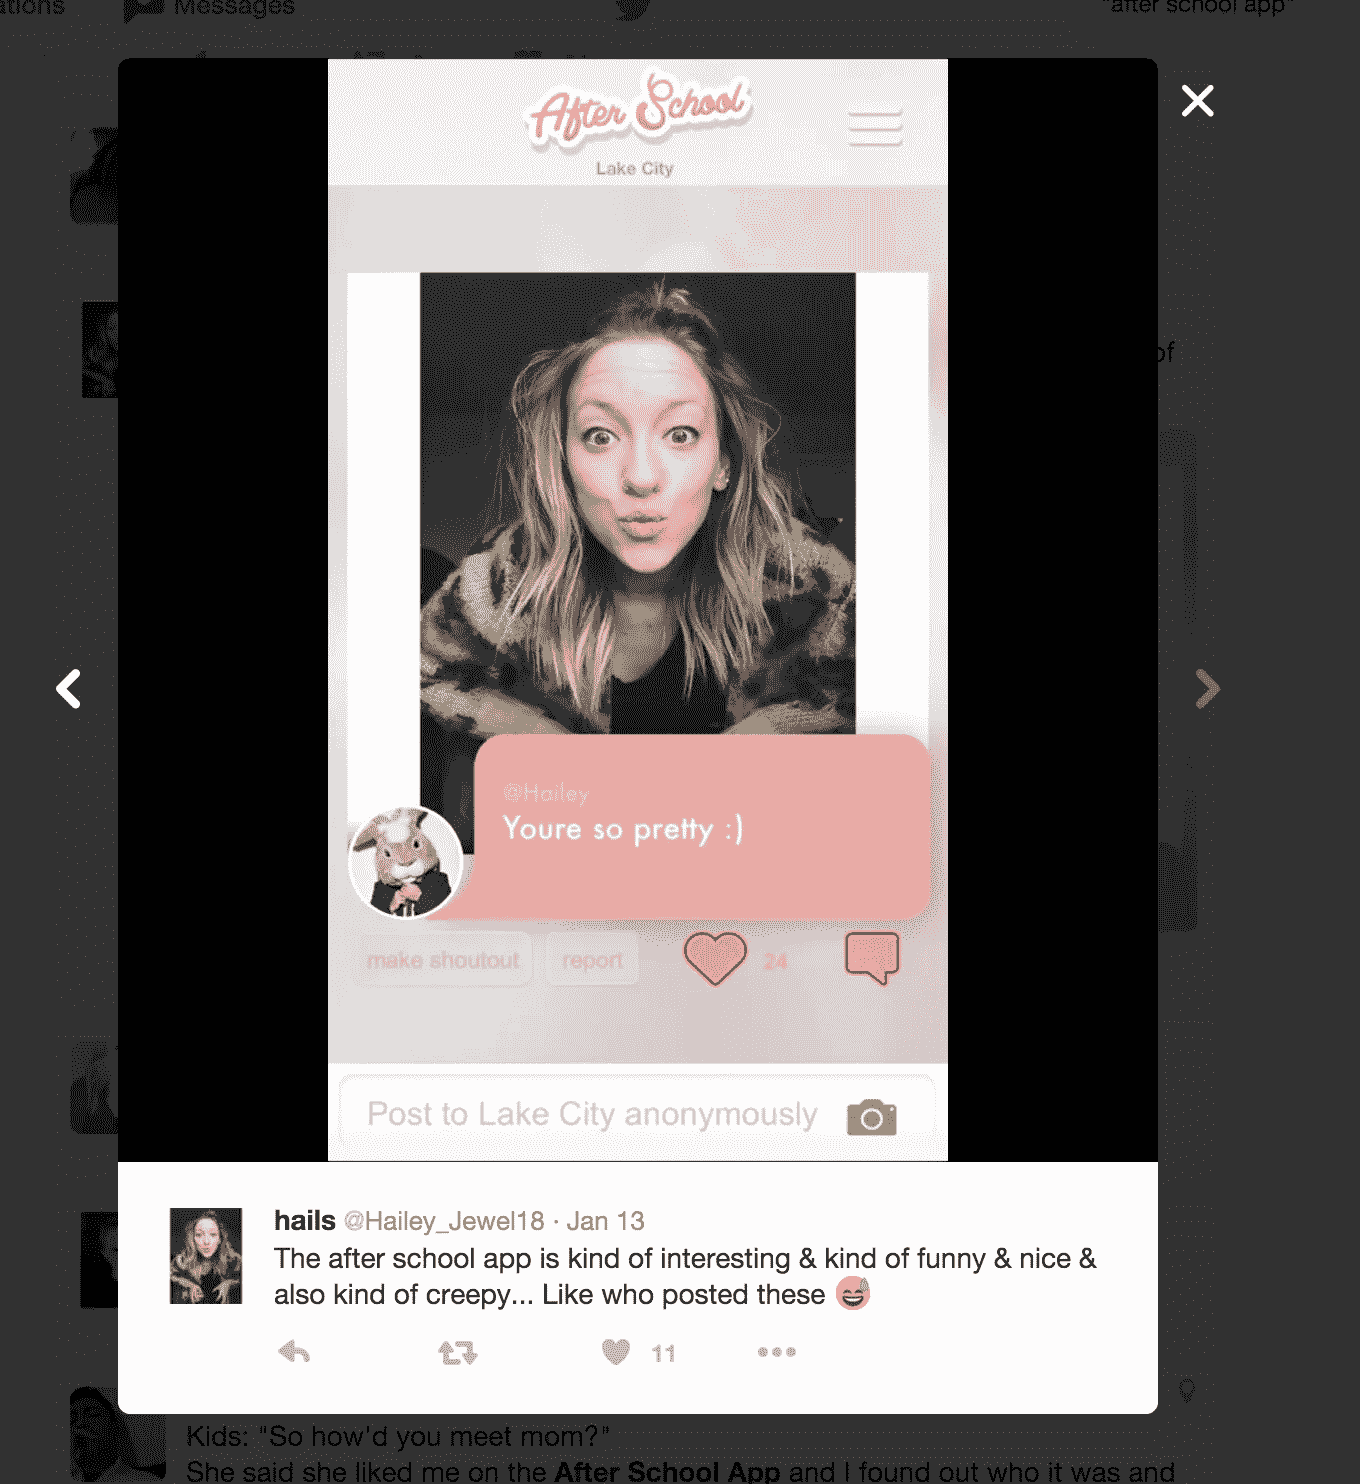 ations
Messages
"after school app"
After School
Lake City
of
@Hailey
Youre so pretty :)
make shoutout
report
24
Post to Lake City anonymously
hails @Hailey_Jewel18 · Jan 13
The after school app is kind of interesting & kind of funny & nice &
also kind of creepy... Like who posted these 😅
11
Kids: "So how'd you meet mom?"
She said she liked me on the After School App and I found out who it was and